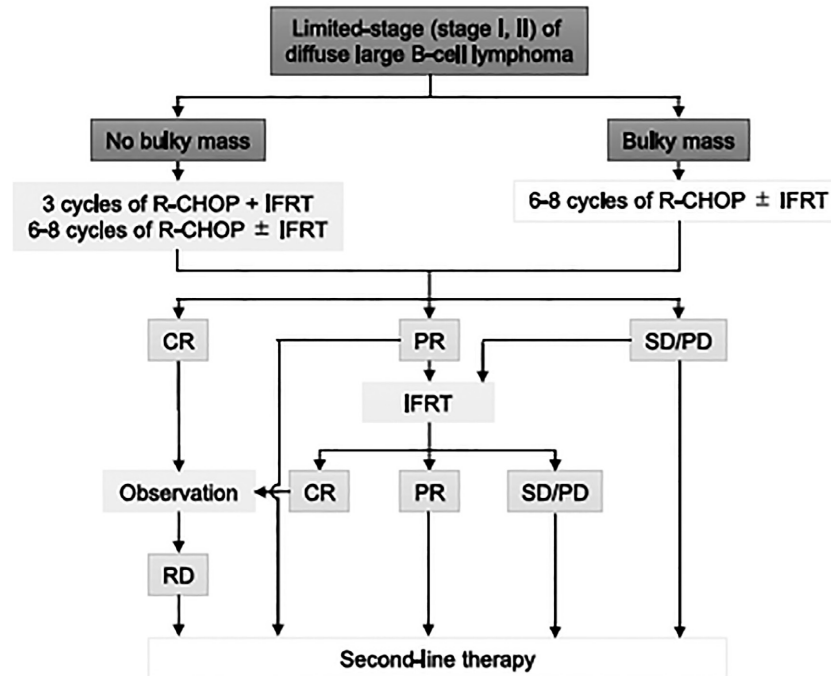 Limited-stage (stage I, II) of
diffuse large B-cell lymphoma
No bulky mass
Bulky mass
3 cycles of R-CHOP + IFRT
6-8 cycles of R-CHOP ± IFRT
6-8 cycles of R-CHOP ± IFRT
CR
PR
SD/PD
IFRT
Observation
CR
PR
SD/PD
RD
Second-line therapy